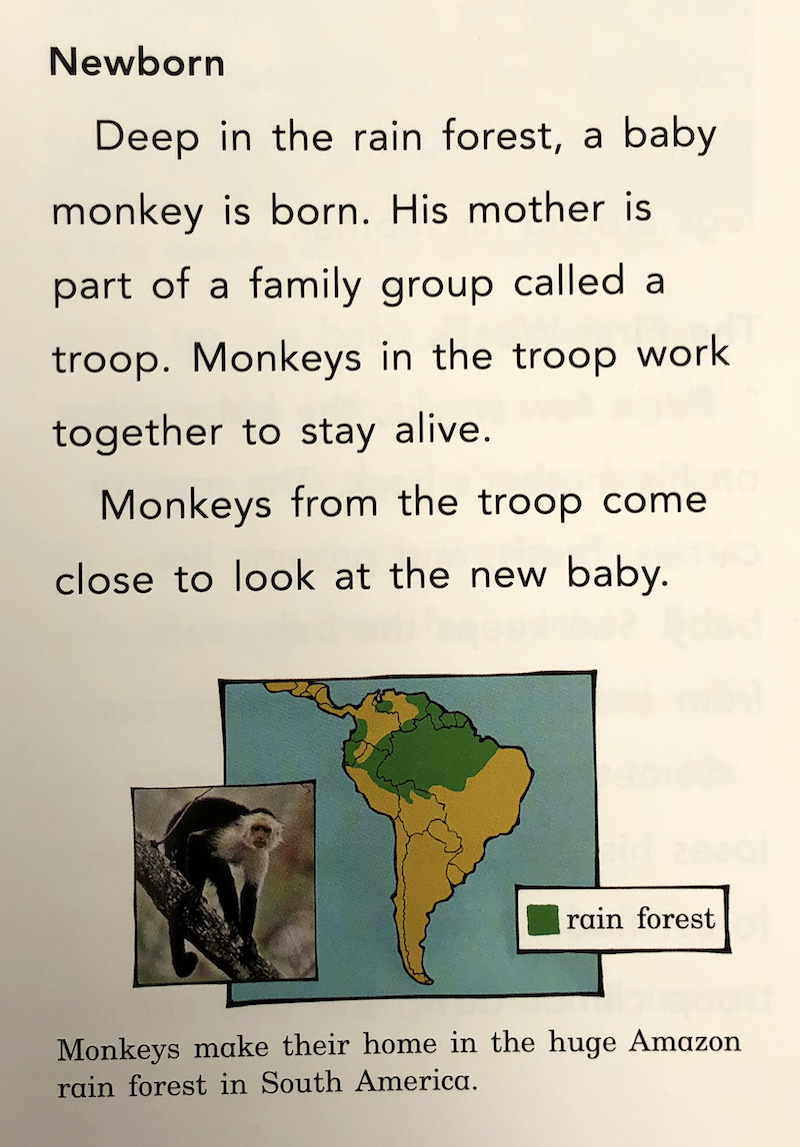 Newborn
Deep in the rain forest, a baby
monkey is born. His mother is
part of a family group called a
troop. Monkeys in the troop work
together to stay alive.
Monkeys from the troop come
close to look at the new baby.
rain forest
Monkeys make their home in the huge Amazon
rain forest in South America.